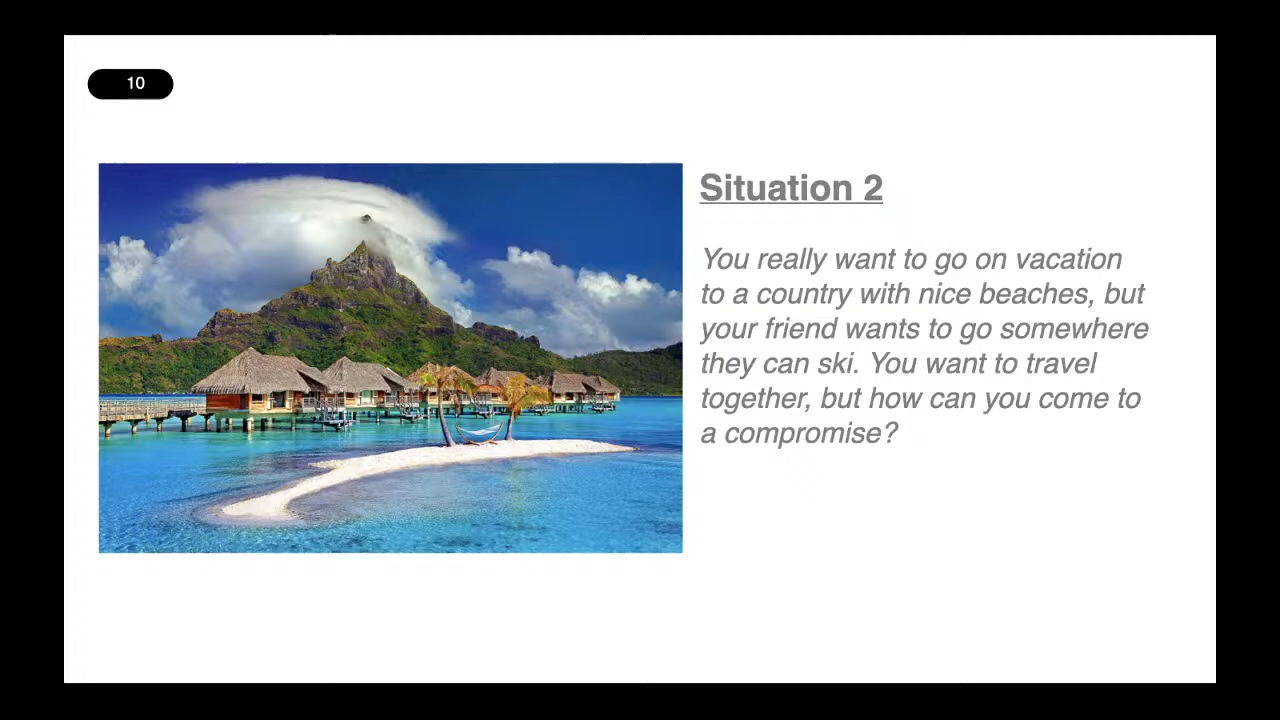 10
Situation 2
You really want to go on vacation
to a country with nice beaches, but
your friend wants to go somewhere
they can ski. You want to travel
together, but how can you come to
a compromise?